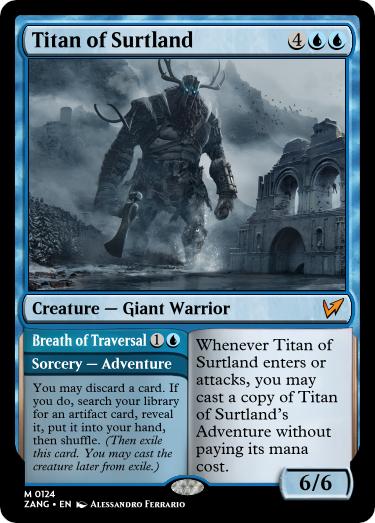 Titan of Surtland 4
Creature — Giant Warrior
Breath of Traversal 1
Sorcery — Adventure
You may discard a card. If
you do, search your library
for an artifact card, reveal
it, put it into your hand,
then shuffle. (Then exile
this card. You may cast the
creature later from exile.)
Whenever Titan of
Surtland enters or
attacks, you may
cast a copy of Titan
of Surtland's
Adventure without
paying its mana
cost.
6/6
M 0124
ZANG • EN Alessandro Ferrario